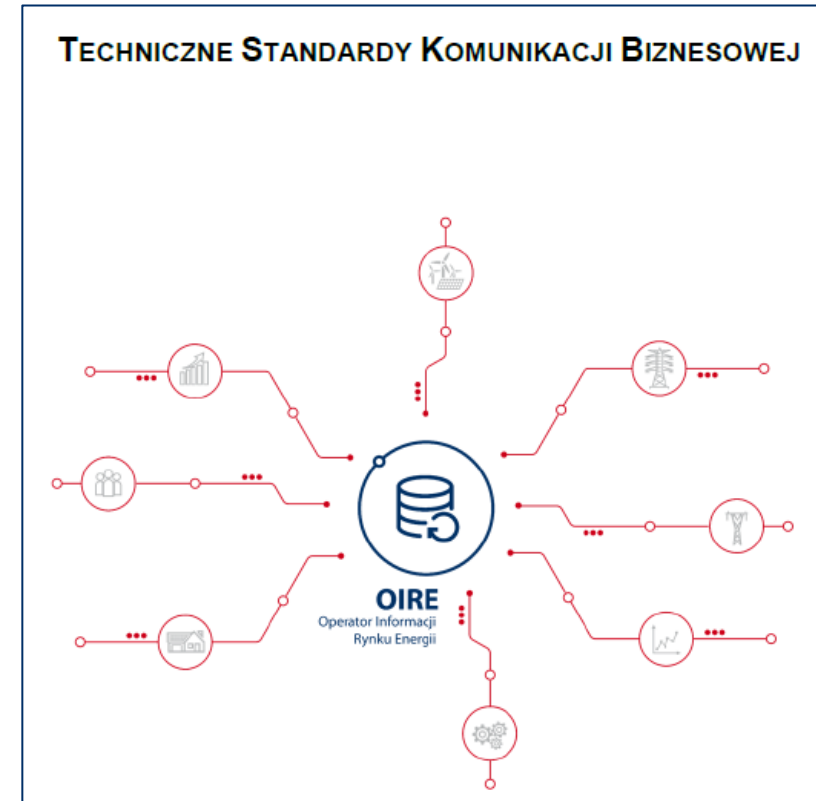 TECHNICZNE STANDARDY KOMUNIKACJI BIZNESOWEJ
OIRE
Operator Informacji
Rynku Energii